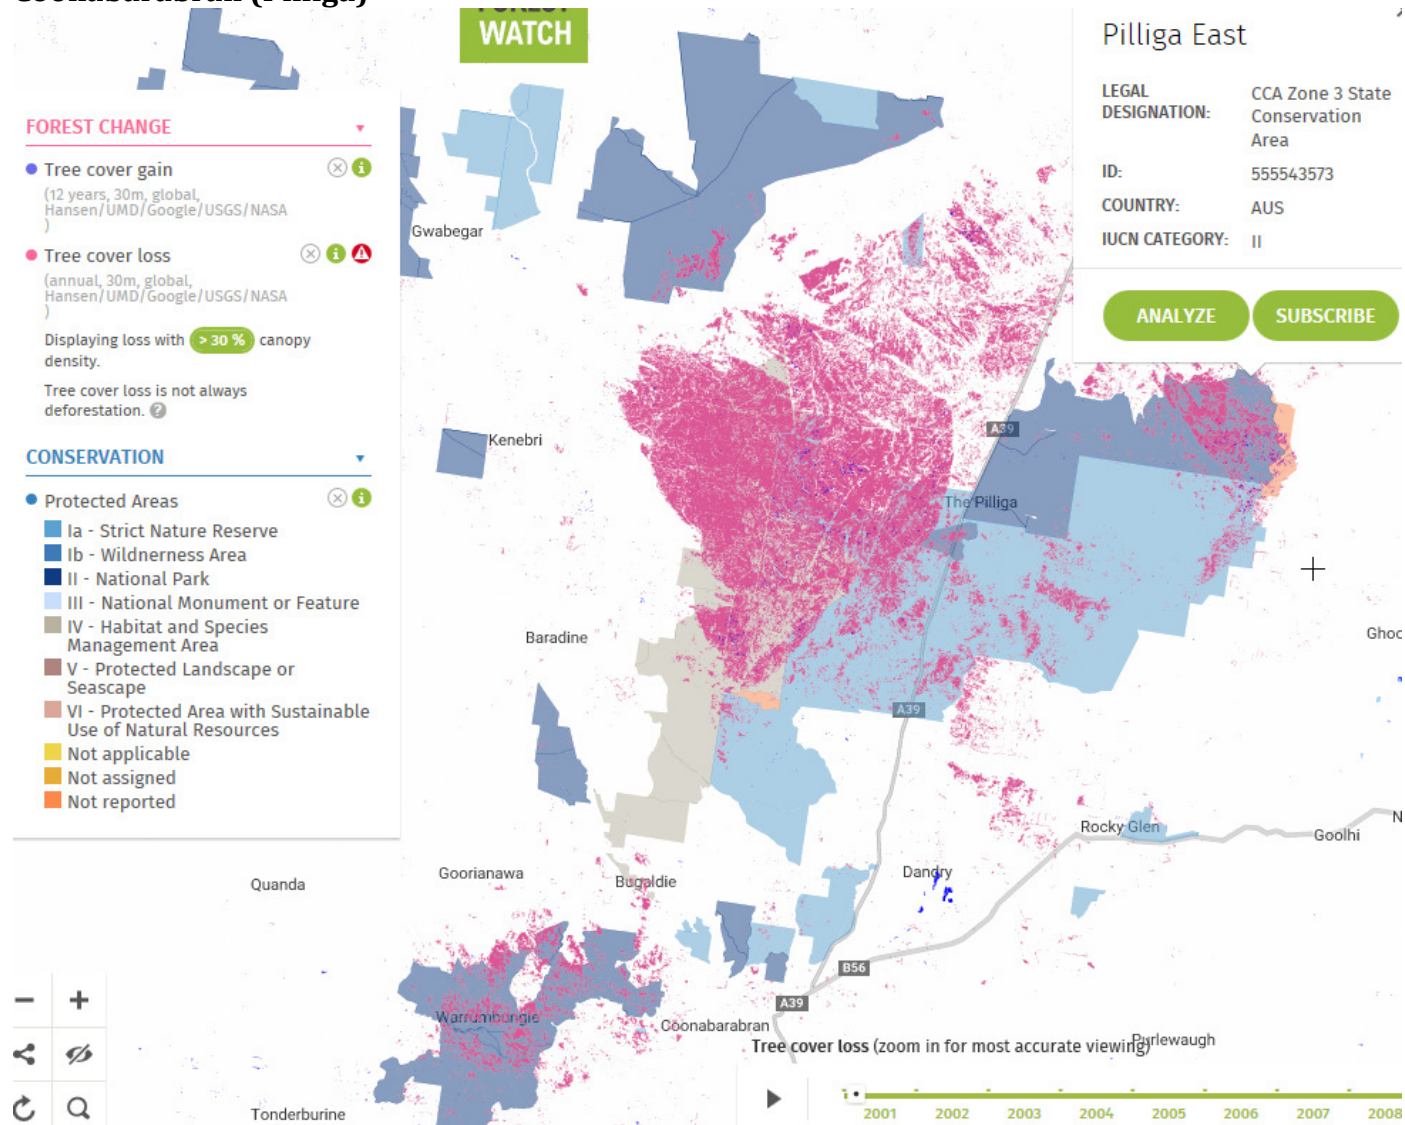 Coonabarabran (Pilliga)
FOREST
WATCH
Pilliga East
LEGAL
DESIGNATION:
CCA Zone 3 State
Conservation
Area
ID:
555543573
COUNTRY:
AUS
IUCN CATEGORY:
II
ANALYZE
SUBSCRIBE
FOREST CHANGE
Tree cover gain
(12 years, 30m, global,
Hansen/UMD/Google/USGS/NASA
)
Tree cover loss
(annual, 30m, global,
Hansen/UMD/Google/USGS/NASA
)
Displaying loss with > 30 % canopy
density.
Tree cover loss is not always
deforestation. ?
CONSERVATION
Protected Areas
Ia - Strict Nature Reserve
Ib - Wildnerness Area
II - National Park
III - National Monument or Feature
IV - Habitat and Species
Management Area
V - Protected Landscape or
Seascape
VI - Protected Area with Sustainable
Use of Natural Resources
Not applicable
Not assigned
Not reported
Gwabegar
Kenebri
A39
The Pilliga
Baradine
Ghoo
A39
Rocky Glen
Goolhi
N
Quanda
Goorianawa
Bugaldie
Dandry
B56
A39
Warrumbungle
Coonabarabran
Purlewaugh
Tonderburine
Tree cover loss (zoom in for most accurate viewing)
2001 2002 2003 2004 2005 2006 2007 2008